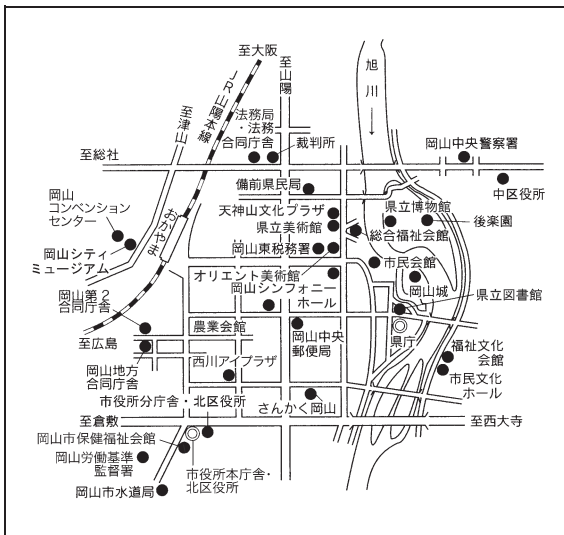 至大阪
至山陽
旭川
JR山陽本線
至津山
法務局
・法務
合同庁舎
裁判所
岡山中央警察署
至総社
中区役所
備前県民局
岡山
コンベンション
センター
おかやま
天神山文化プラザ
県立博物館
後楽園
県立美術館
総合福祉会館
岡山シティ
ミュージアム
岡山東税務署
市民会館
オリエント美術館
岡山城
岡山第2
合同庁舎
岡山シンフォニー
ホール
県立図書館
農業会館
至広島
岡山中央
郵便局
県庁
福祉文化
会館
岡山地方
合同庁舎
西川アイプラザ
市民文化
ホール
市役所分庁舎・北区役所
さんかく岡山
至倉敷
至西大寺
岡山市保健福祉会館
岡山労働基準
監督署
市役所本庁舎・
北区役所
岡山市水道局